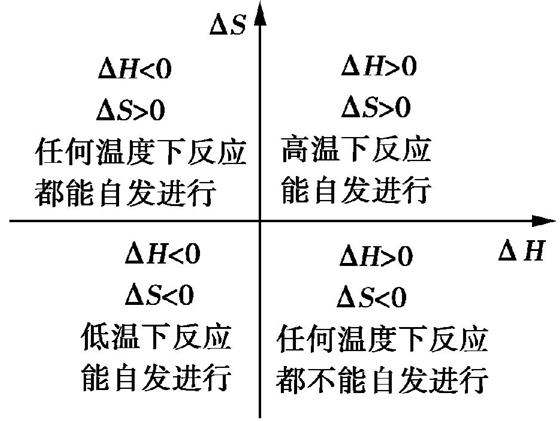 ΔS
ΔH<0
ΔS>0
任何温度下反应
都能自发进行
ΔH>0
ΔS>0
高温下反应
能自发进行
ΔH
ΔH<0
ΔS<0
低温下反应
能自发进行
ΔH>0
ΔS<0
任何温度下反应
都不能自发进行